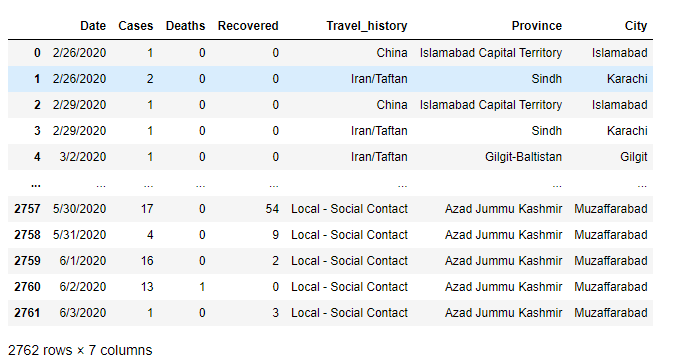 Date Cases Deaths Recovered Travel_history Province City
0 2/26/2020 1 0 0 China Islamabad Capital Territory Islamabad
1 2/26/2020 2 0 0 Iran/Taftan Sindh Karachi
2 2/29/2020 1 0 0 China Islamabad Capital Territory Islamabad
3 2/29/2020 1 0 0 Iran/Taftan Sindh Karachi
4 3/2/2020 1 0 0 Iran/Taftan Gilgit-Baltistan Gilgit
... ... ... ... ... ... ... ...
2757 5/30/2020 17 0 54 Local - Social Contact Azad Jummu Kashmir Muzaffarabad
2758 5/31/2020 4 0 9 Local - Social Contact Azad Jummu Kashmir Muzaffarabad
2759 6/1/2020 16 0 2 Local - Social Contact Azad Jummu Kashmir Muzaffarabad
2760 6/2/2020 13 1 0 Local - Social Contact Azad Jummu Kashmir Muzaffarabad
2761 6/3/2020 1 0 3 Local - Social Contact Azad Jummu Kashmir Muzaffarabad
2762 rows × 7 columns